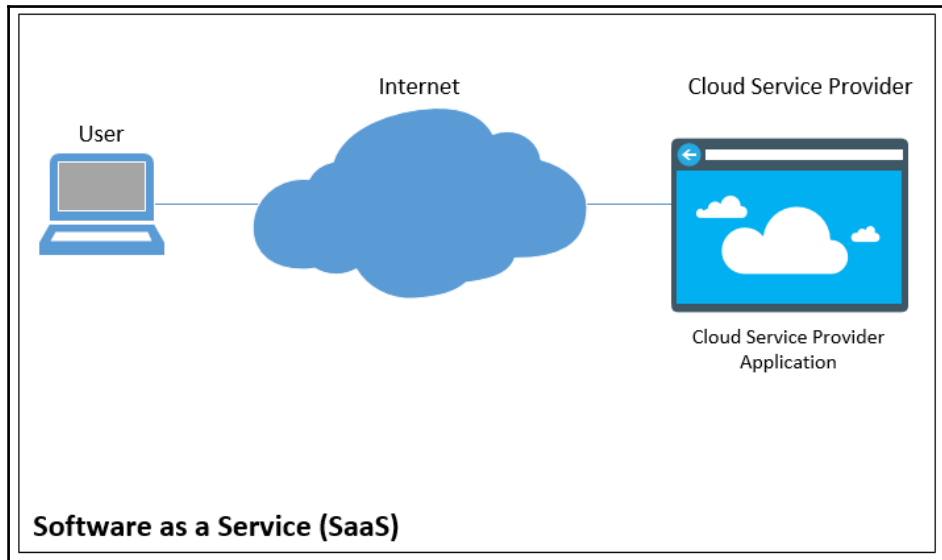 Internet
Cloud Service Provider
User
Cloud Service Provider
Application
Software as a Service (SaaS)